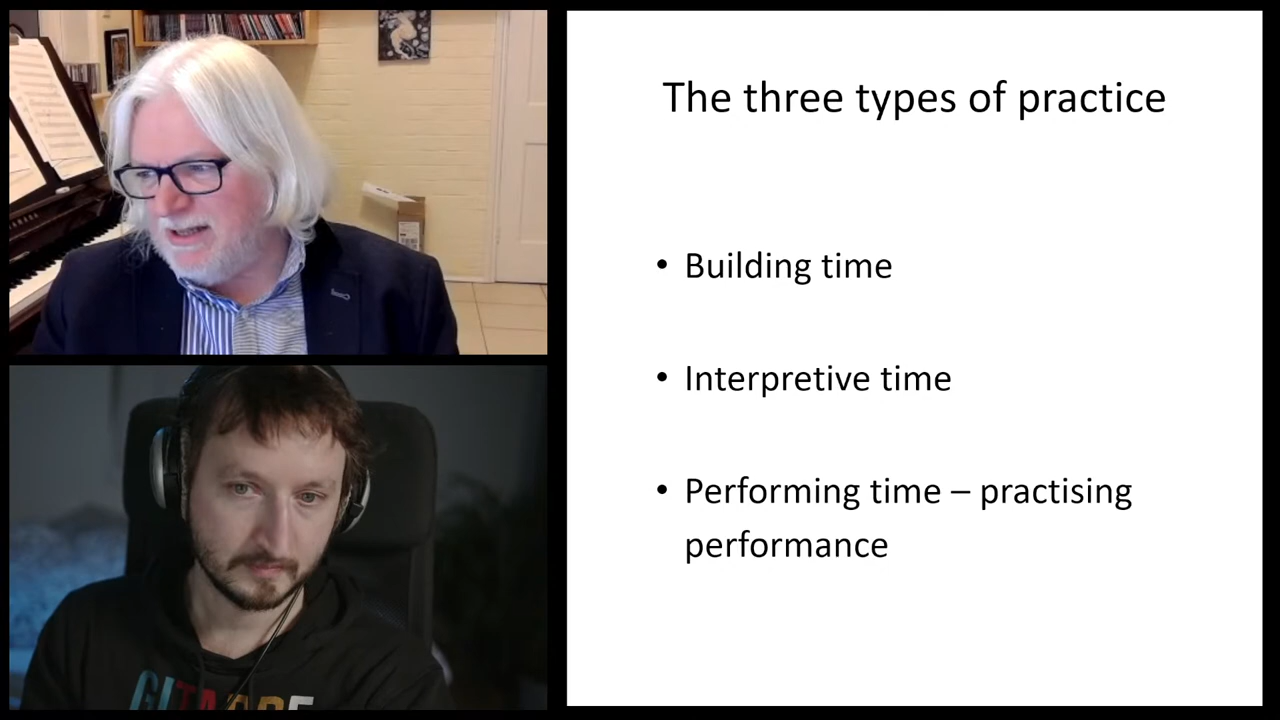 The three types of practice
• Building time
• Interpretive time
• Performing time – practising
performance